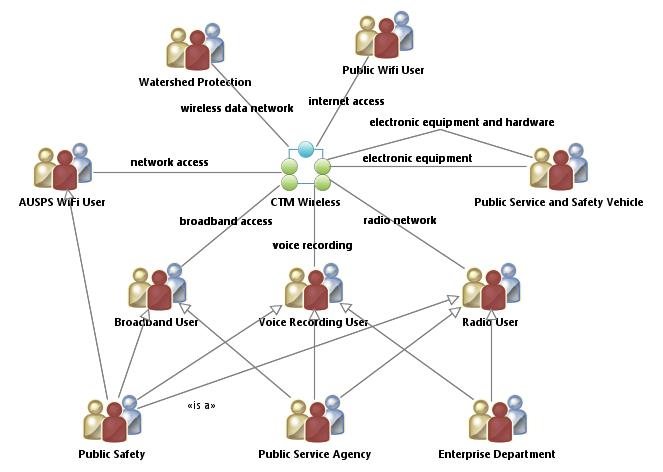 Watershed Protection
Public Wifi User
wireless data network
internet access
electronic equipment and hardware
network access
electronic equipment
AUSPS WiFi User
CTM Wireless
Public Service and Safety Vehicle
broadband access
radio network
voice recording
Broadband User
Voice Recording User
Radio User
«is a»
Public Safety
Public Service Agency
Enterprise Department